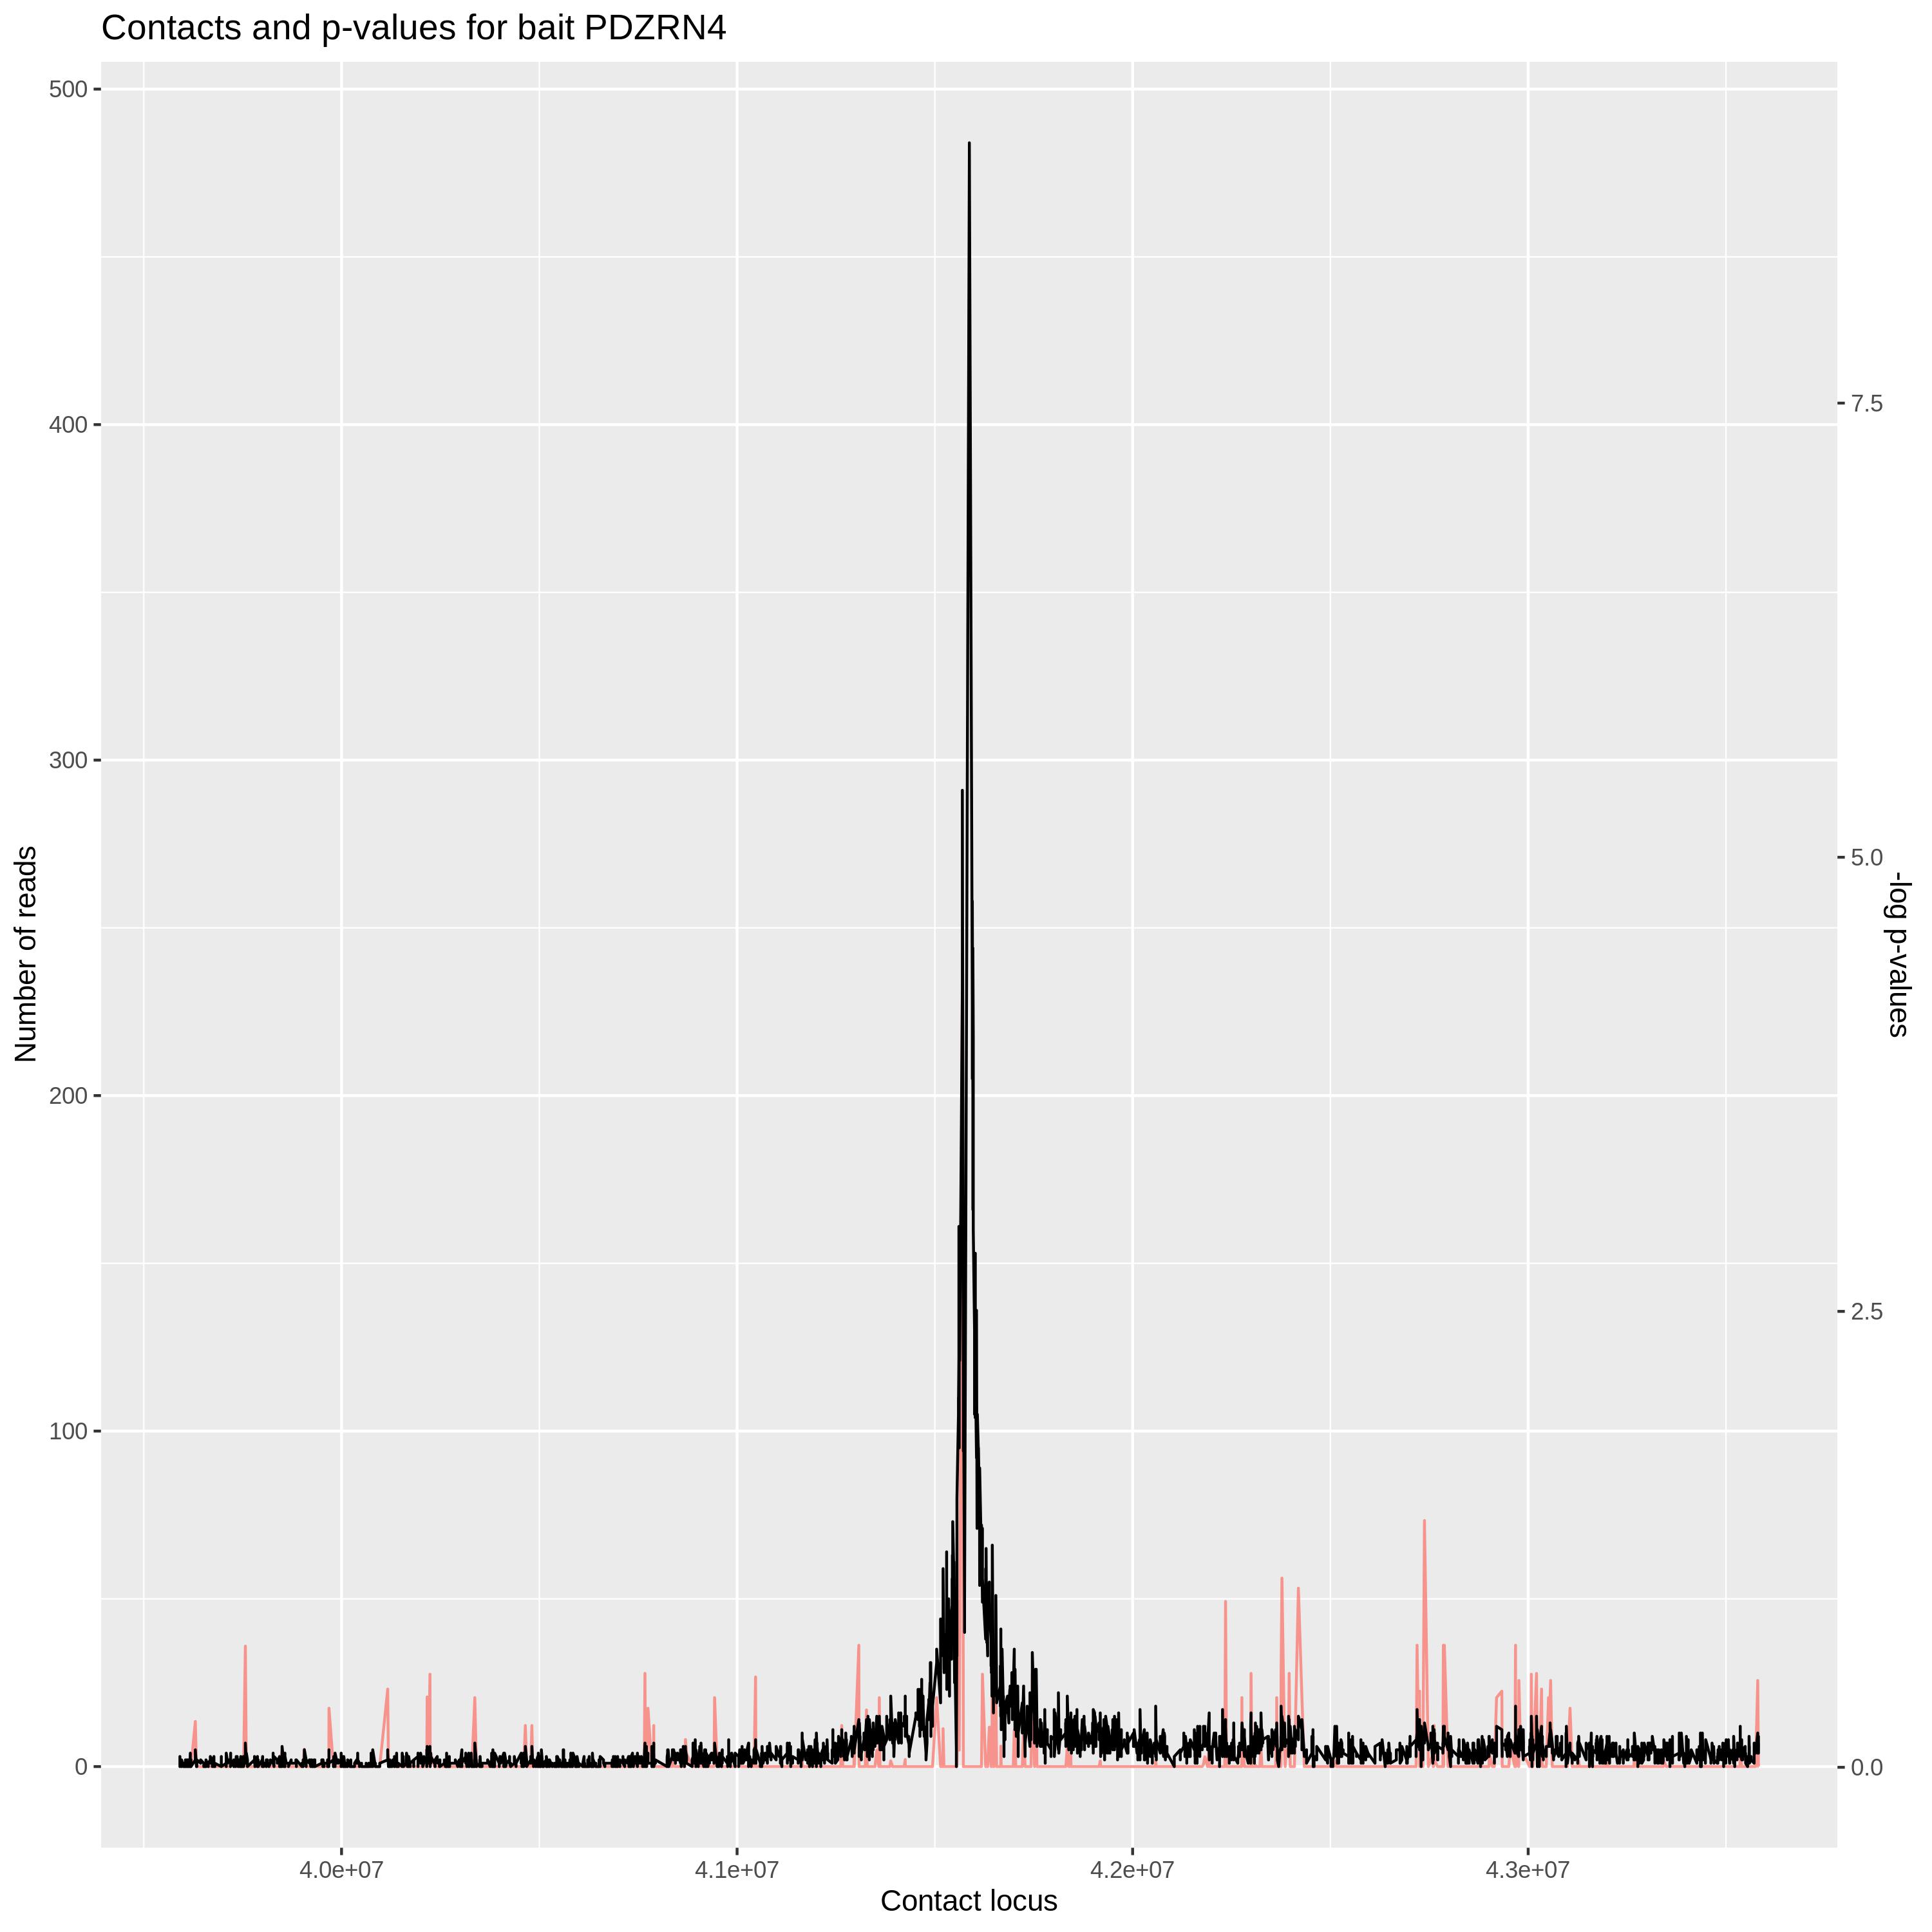 Contacts and p-values for bait PDZRN4
500
400
300
200
100
0
Number of reads
7.5
5.0
2.5
0.0
-log p-values
4.0e+07 4.1e+07 4.2e+07 4.3e+07
Contact locus